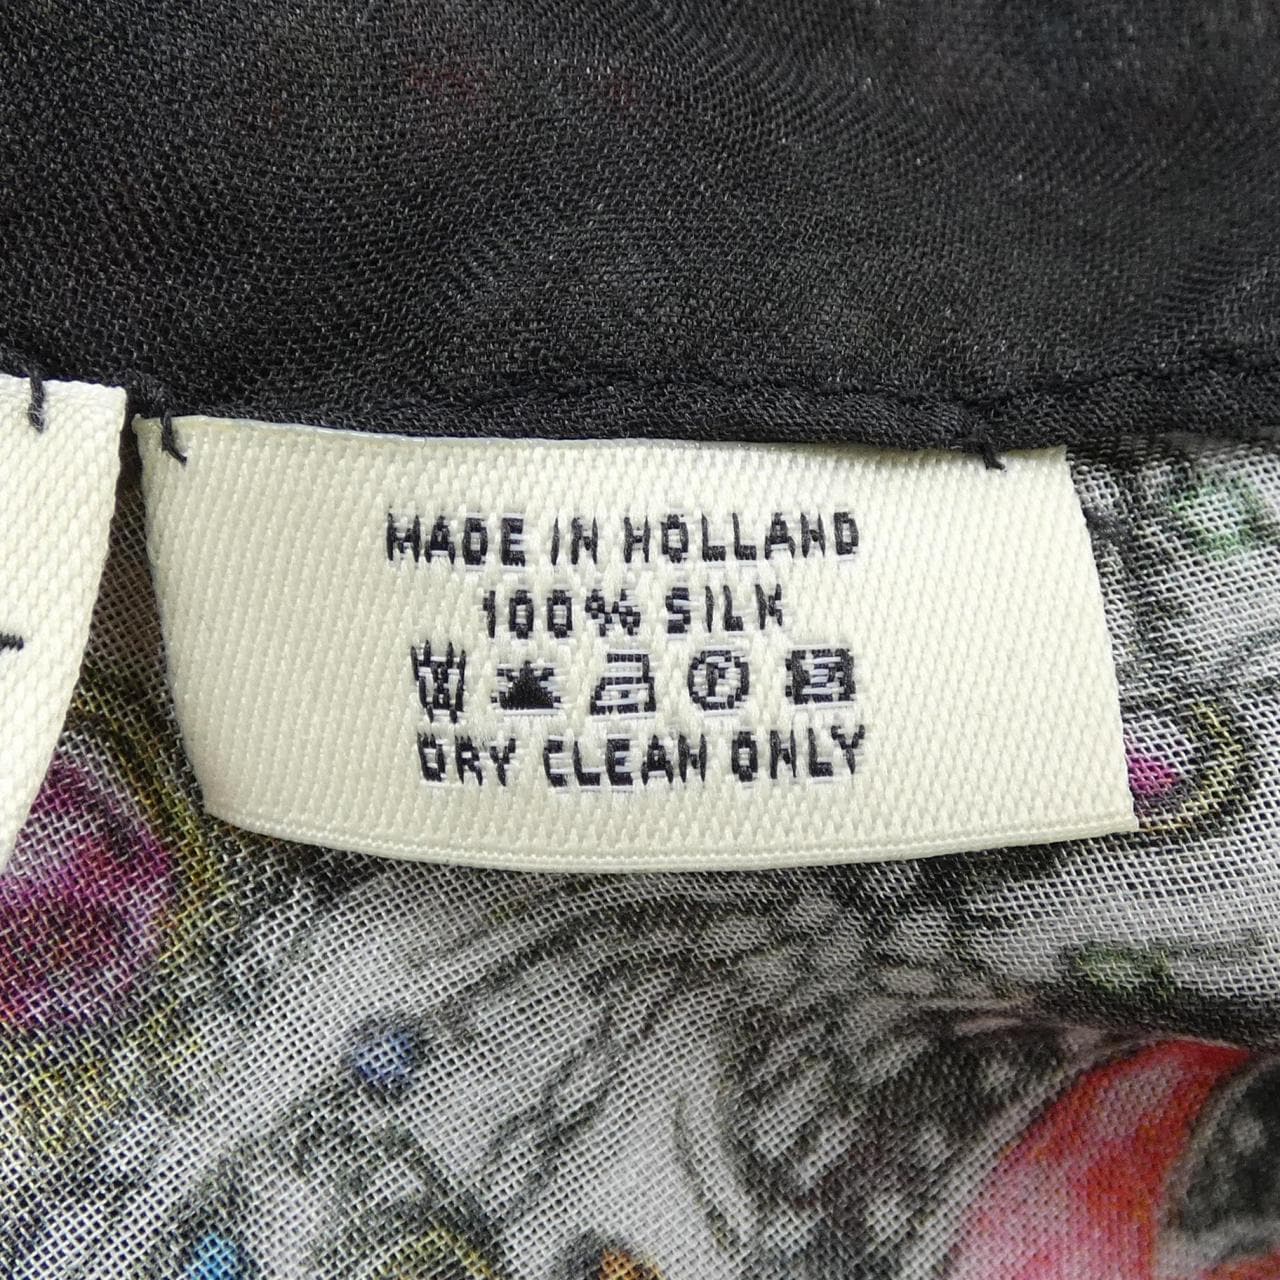 MADE IN HOLLAND
100% SILK
DRY CLEAN ONLY